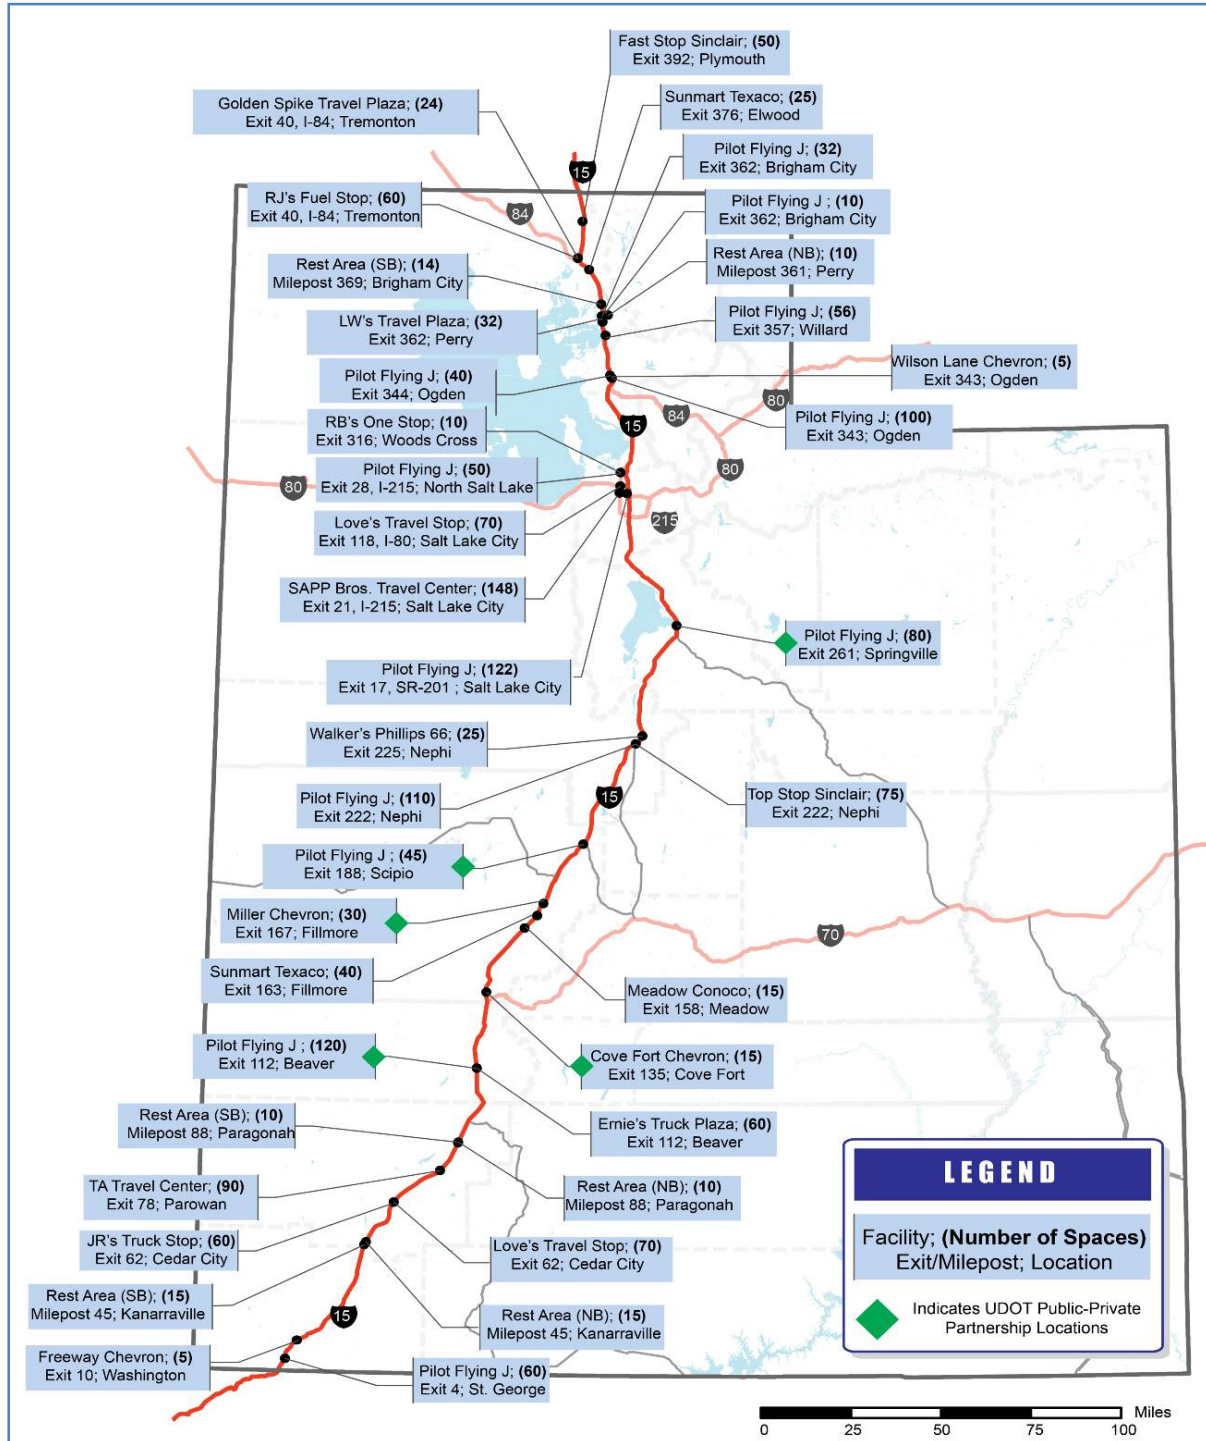 Fast Stop Sinclair; (50)
Exit 392; Plymouth
Golden Spike Travel Plaza; (24)
Exit 40, I-84; Tremonton
Sunmart Texaco; (25)
Exit 376; Elwood
Pilot Flying J; (32)
Exit 362; Brigham City
15
RJ's Fuel Stop; (60)
Exit 40, I-84; Tremonton
84
Pilot Flying J ; (10)
Exit 362; Brigham City
Rest Area (SB); (14)
Milepost 369; Brigham City
Rest Area (NB); (10)
Milepost 361; Perry
LW's Travel Plaza; (32)
Exit 362; Perry
Pilot Flying J; (56)
Exit 357; Willard
Pilot Flying J; (40)
Exit 344; Ogden
Wilson Lane Chevron; (5)
Exit 343; Ogden
80
84
Pilot Flying J; (100)
Exit 343; Ogden
RB's One Stop; (10)
Exit 316; Woods Cross
15
Pilot Flying J; (50)
Exit 28, I-215; North Salt Lake
80
80
Love's Travel Stop; (70)
Exit 118, I-80; Salt Lake City
215
SAPP Bros. Travel Center; (148)
Exit 21, I-215; Salt Lake City
Pilot Flying J; (80)
Exit 261; Springville
Pilot Flying J; (122)
Exit 17, SR-201 ; Salt Lake City
Walker's Phillips 66; (25)
Exit 225; Nephi
Pilot Flying J; (110)
Exit 222; Nephi
15
Top Stop Sinclair; (75)
Exit 222; Nephi
Pilot Flying J ; (45)
Exit 188; Scipio
Miller Chevron; (30)
Exit 167; Fillmore
70
Sunmart Texaco; (40)
Exit 163; Fillmore
Meadow Conoco; (15)
Exit 158; Meadow
Pilot Flying J ; (120)
Exit 112; Beaver
Cove Fort Chevron; (15)
Exit 135; Cove Fort
Rest Area (SB); (10)
Milepost 88; Paragonah
Ernie's Truck Plaza; (60)
Exit 112; Beaver
TA Travel Center; (90)
Exit 78; Parowan
Rest Area (NB); (10)
Milepost 88; Paragonah
JR's Truck Stop; (60)
Exit 62; Cedar City
Love's Travel Stop; (70)
Exit 62; Cedar City
Rest Area (SB); (15)
Milepost 45; Kanarraville
15
Rest Area (NB); (15)
Milepost 45; Kanarraville
Freeway Chevron; (5)
Exit 10; Washington
Pilot Flying J; (60)
Exit 4; St. George
LEGEND
Facility; (Number of Spaces)
Exit/Milepost; Location
Indicates UDOT Public-Private
Partnership Locations
Miles
0 25 50 75 100